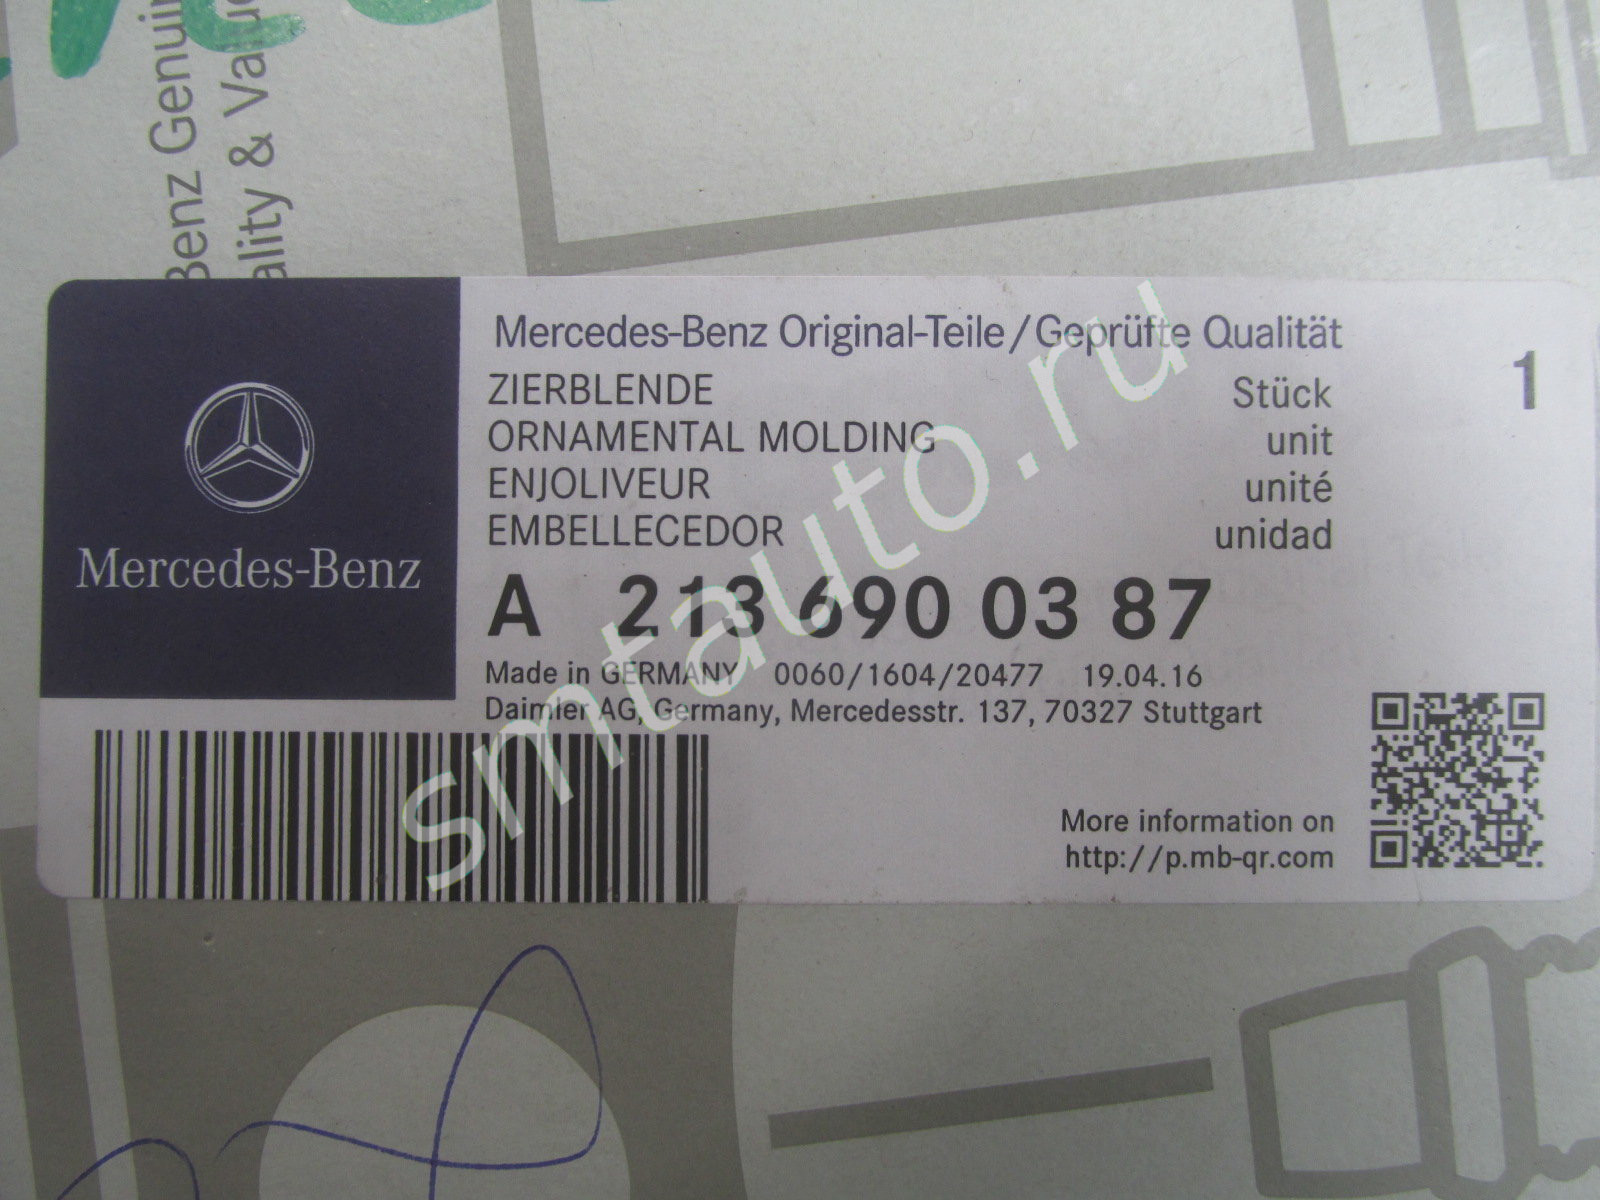 Benz Genuin
ality & Value
Mercedes-Benz
Mercedes-Benz Original-Teile/Geprüfte Qualität
ZIERBLENDE Stück 1
ORNAMENTAL MOLDING unit
ENJOLIVEUR unité
EMBELLECEDOR unidad
A 213 690 03 87
Made in GERMANY 0060/1604/20477 19.04.16
Daimler AG, Germany, Mercedesstr. 137, 70327 Stuttgart
More information on
http://p.mb-qr.com
smtauto.ru